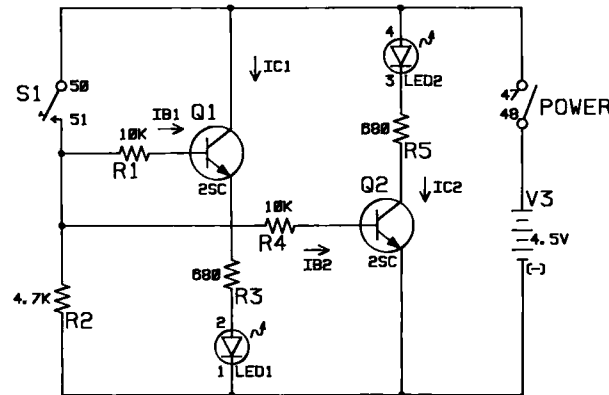 4
IC1
3 LED2
50
S1
51
IB1
Q1
10K
R1
2SC
680
R5
47
48
POWER
Q2
IC2
10K
R4
IB2
2SC
V3
4.5V
(-)
4.7K
R2
680
R3
2
1 LED1